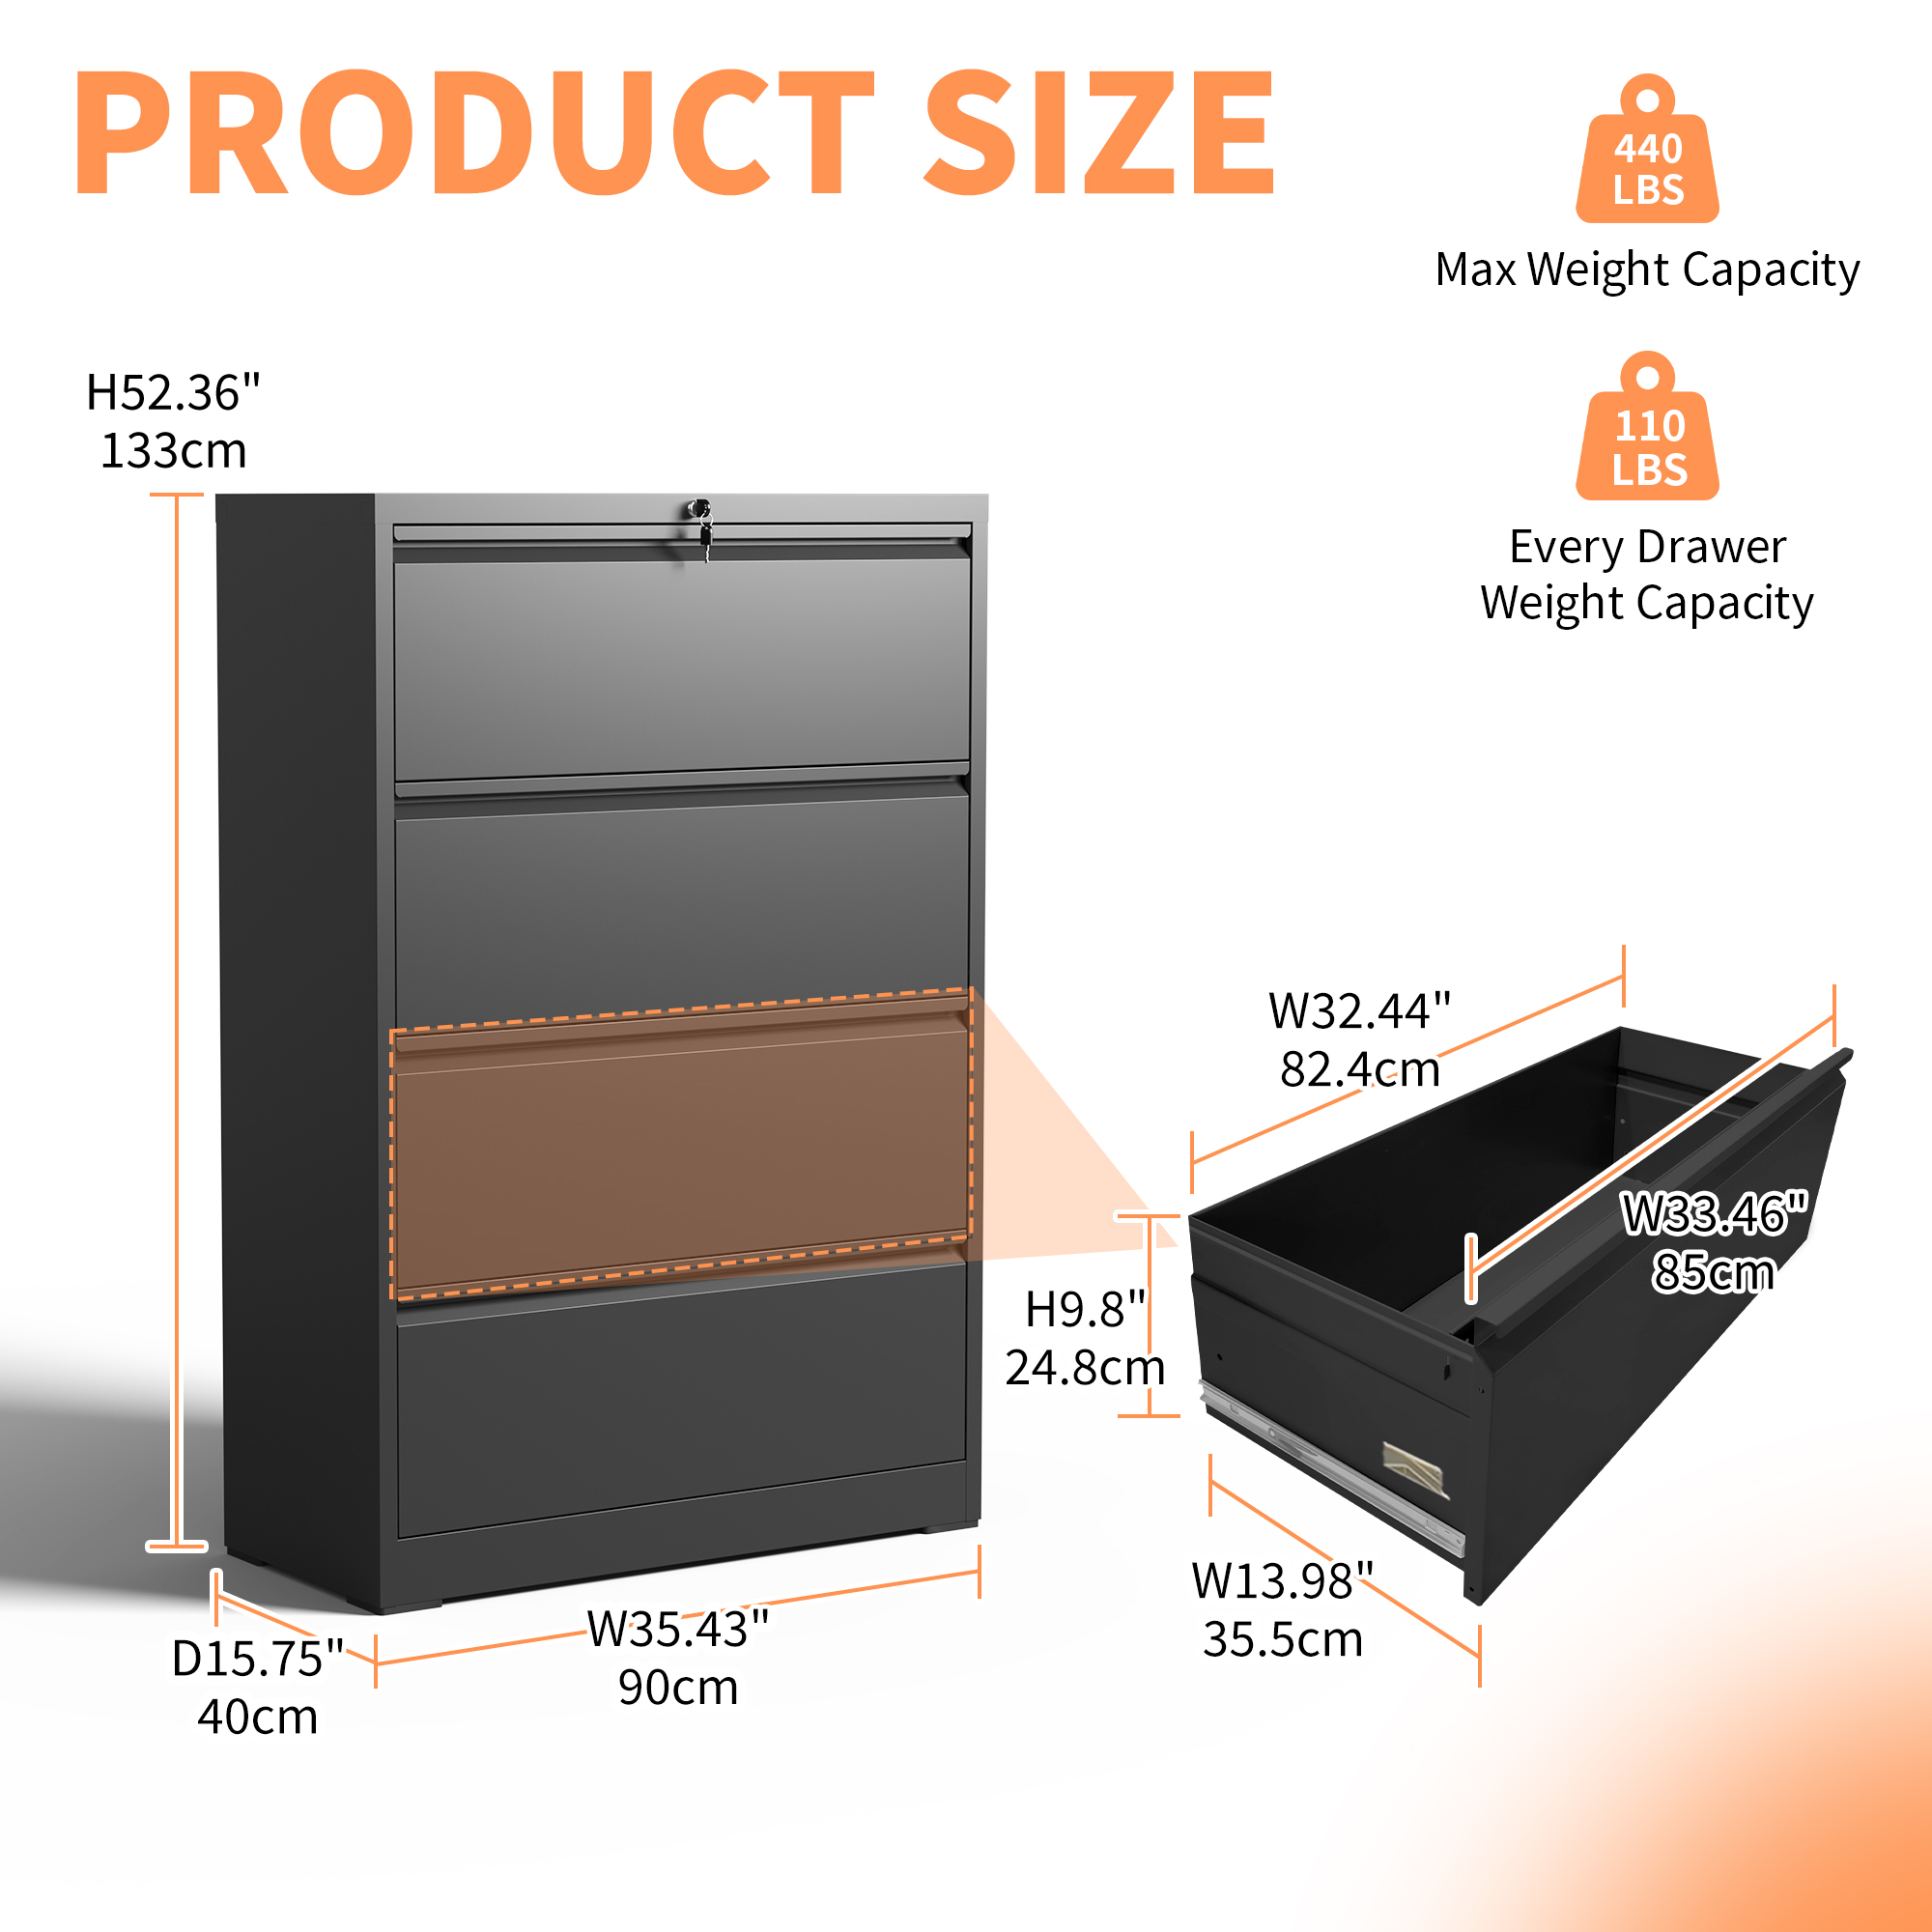 PRODUCT SIZE
440
LBS
Max Weight Capacity
110
LBS
Every Drawer
Weight Capacity
H52.36"
133cm
D15.75"
40cm
W35.43"
90cm
W32.44"
82.4cm
W33.46"
85cm
H9.8"
24.8cm
W13.98"
35.5cm